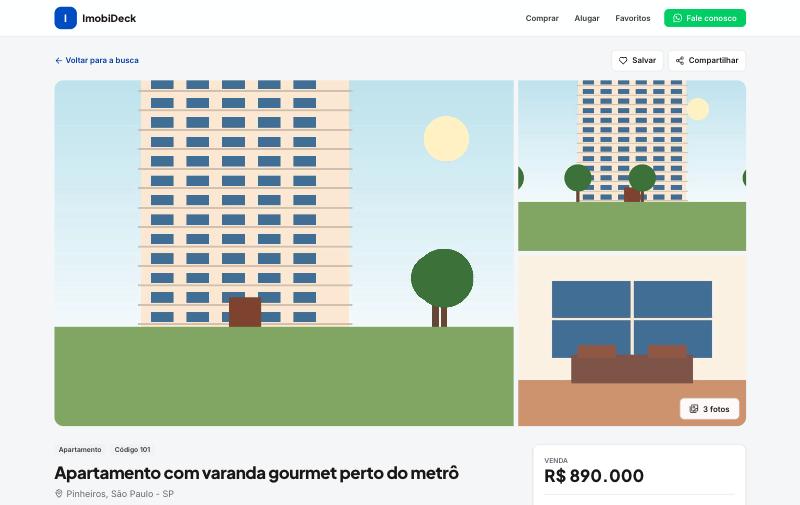 I ImobiDeck
Comprar Alugar Favoritos Fale conosco
← Voltar para a busca
Salvar Compartilhar
3 fotos
Apartamento Código 101
Apartamento com varanda gourmet perto do metrô
Pinheiros, São Paulo - SP
VENDA
R$ 890.000